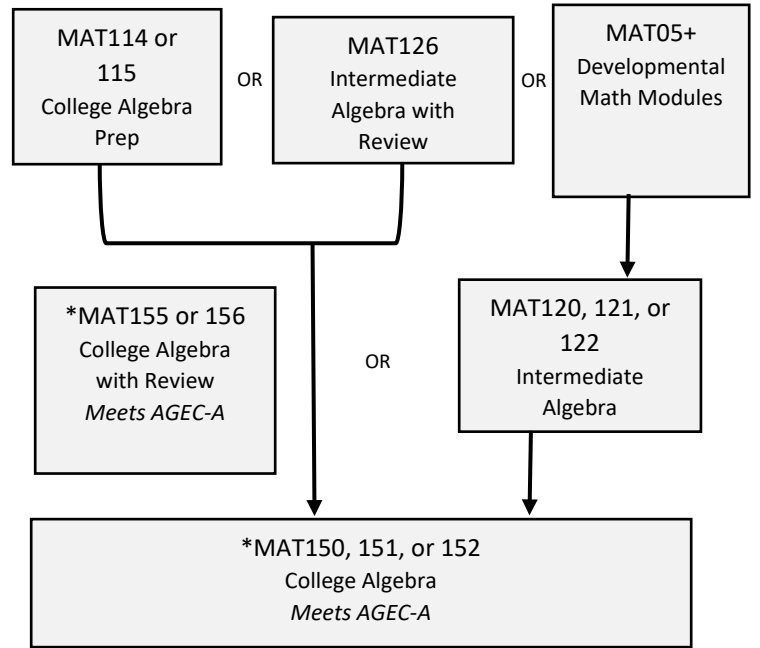 MAT114 or
115
College Algebra
Prep
OR
MAT126
Intermediate
Algebra with
Review
OR
MAT05+
Developmental
Math Modules
*MAT155 or 156
College Algebra
with Review
Meets AGEC-A
OR
MAT120, 121, or
122
Intermediate
Algebra
*MAT150, 151, or 152
College Algebra
Meets AGEC-A